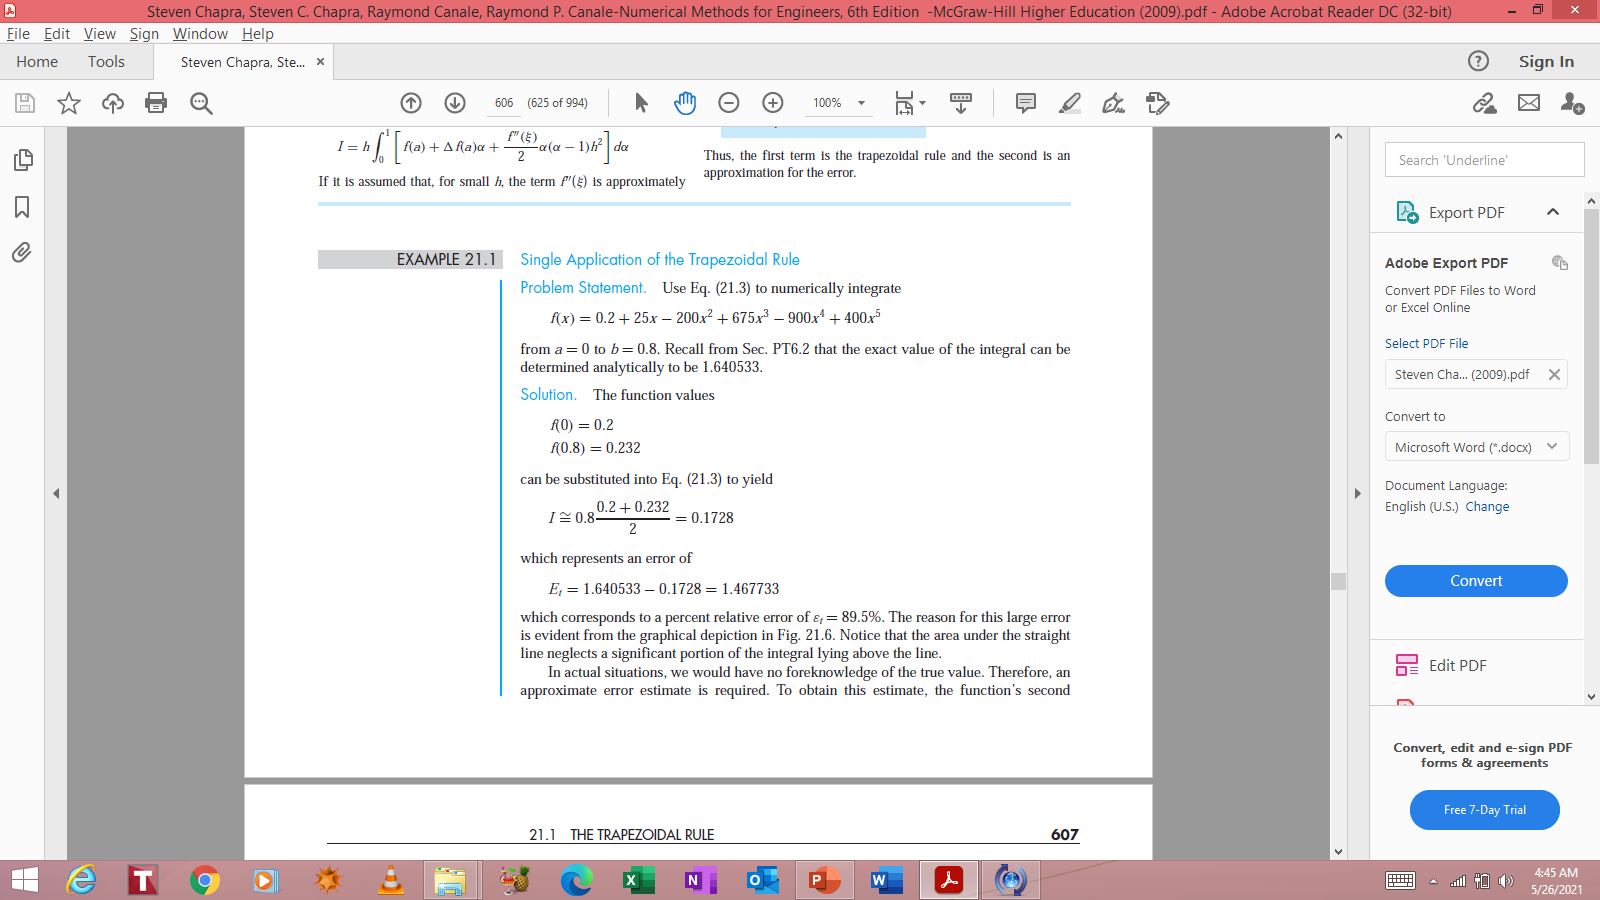 Steven Chapra, Steven C. Chapra, Raymond Canale, Raymond P. Canale-Numerical Methods for Engineers, 6th Edition -McGraw-Hill Higher Education (2009).pdf - Adobe Acrobat Reader DC (32-bit)
File Edit View Sign Window Help
Home Tools Steven Chapra, Ste... × ? Sign In
606 (625 of 994) 100%
I = h∫₀¹ [ f(a) + Δf(a)α + f″(ξ)/2 α(α − 1)h² ] dα
If it is assumed that, for small h, the term f″(ξ) is approximately
Thus, the first term is the trapezoidal rule and the second is an
approximation for the error.
EXAMPLE 21.1 Single Application of the Trapezoidal Rule
Problem Statement. Use Eq. (21.3) to numerically integrate
f(x) = 0.2 + 25x − 200x² + 675x³ − 900x⁴ + 400x⁵
from a = 0 to b = 0.8. Recall from Sec. PT6.2 that the exact value of the integral can be
determined analytically to be 1.640533.
Solution. The function values
f(0) = 0.2
f(0.8) = 0.232
can be substituted into Eq. (21.3) to yield
I ≅ 0.8 (0.2 + 0.232)/2 = 0.1728
which represents an error of
Eₜ = 1.640533 − 0.1728 = 1.467733
which corresponds to a percent relative error of εₜ = 89.5%. The reason for this large error
is evident from the graphical depiction in Fig. 21.6. Notice that the area under the straight
line neglects a significant portion of the integral lying above the line.
In actual situations, we would have no foreknowledge of the true value. Therefore, an
approximate error estimate is required. To obtain this estimate, the function's second
21.1 THE TRAPEZOIDAL RULE 607
Search 'Underline'
Export PDF
Adobe Export PDF
Convert PDF Files to Word
or Excel Online
Select PDF File
Steven Cha... (2009).pdf
Convert to
Microsoft Word (*.docx)
Document Language:
English (U.S.) Change
Convert
Edit PDF
Convert, edit and e-sign PDF
forms & agreements
Free 7-Day Trial
4:45 AM
5/26/2021